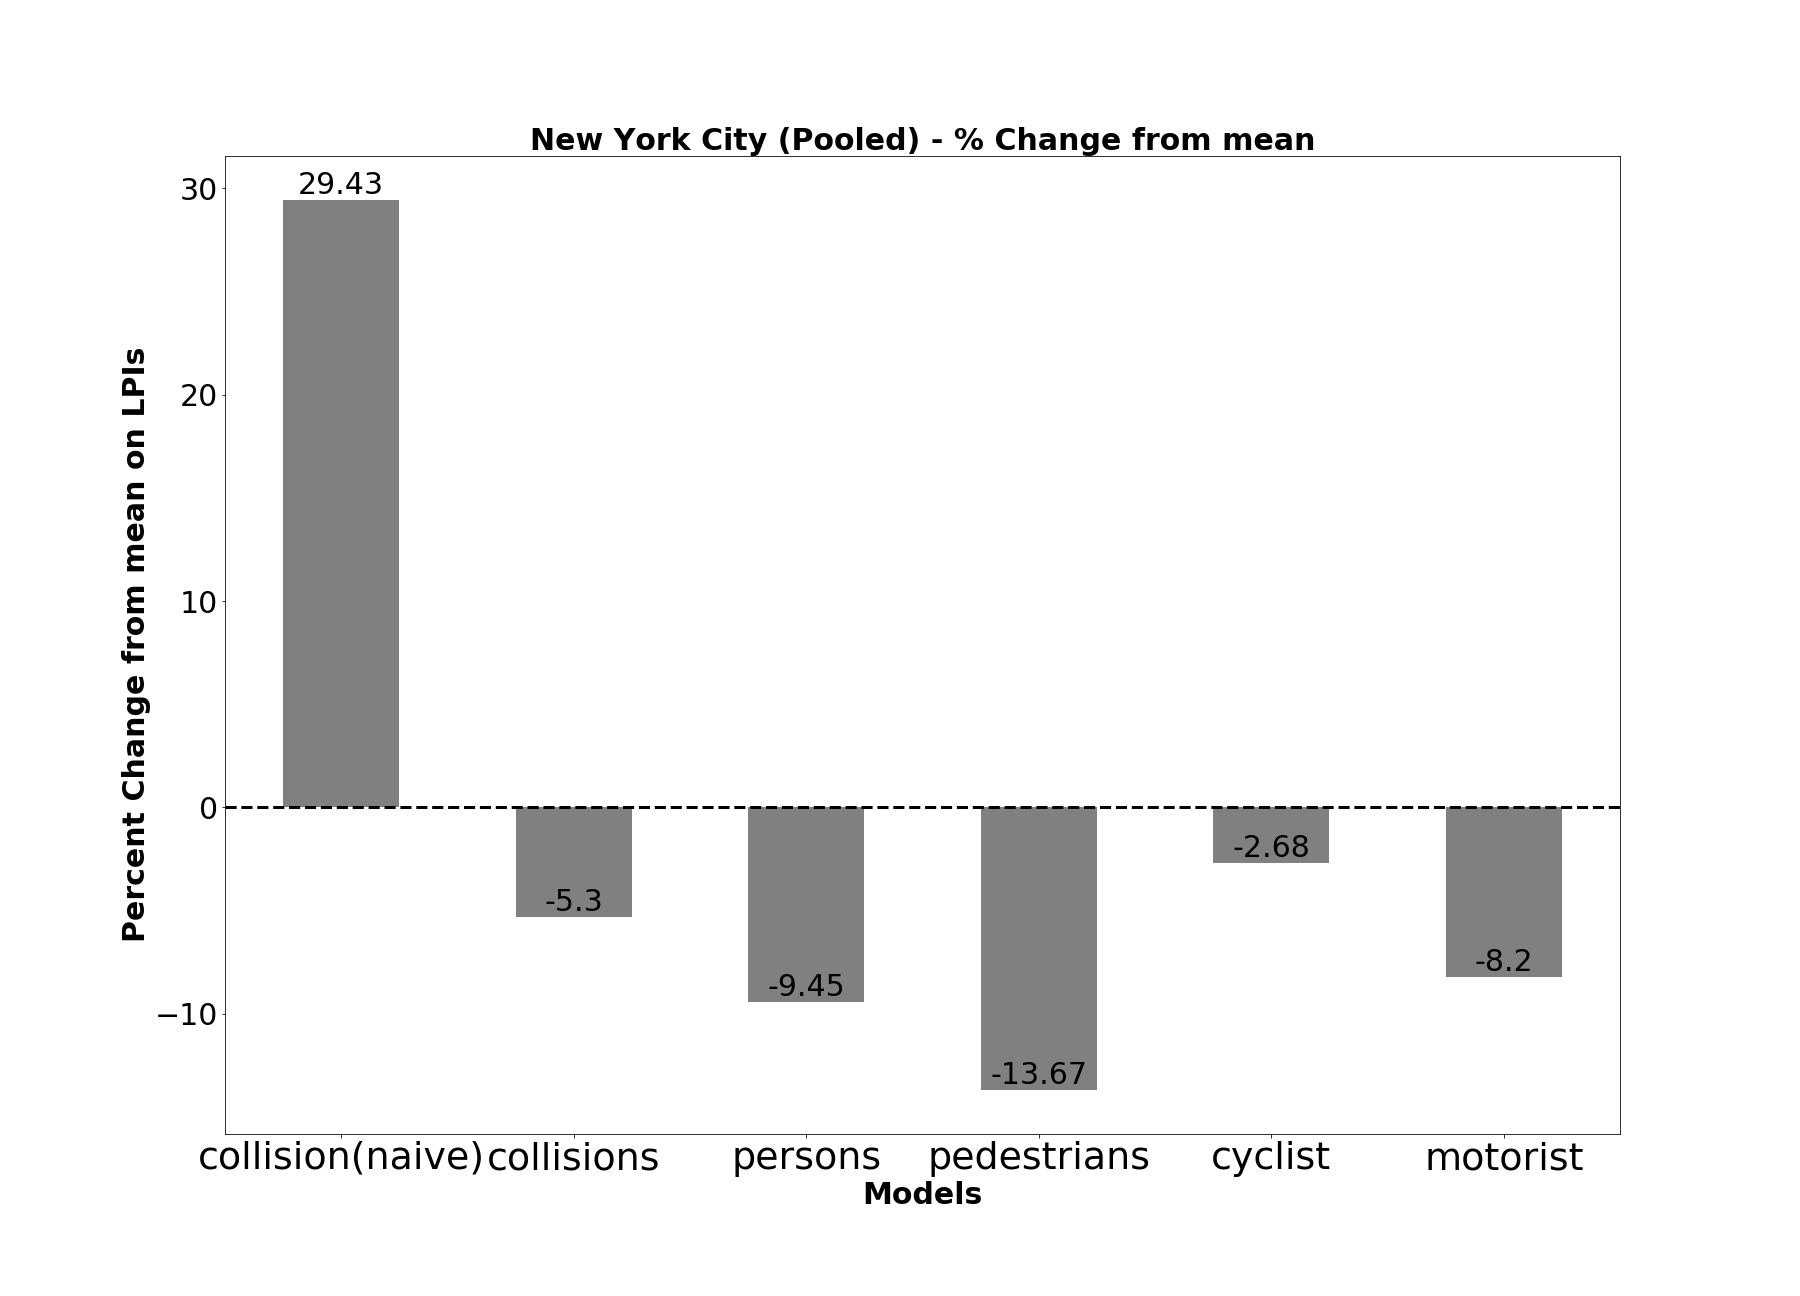 New York City (Pooled) - % Change from mean
Percent Change from mean on LPIs
30
20
10
0
−10
29.43
-5.3
-9.45
-13.67
-2.68
-8.2
collision(naive) collisions persons pedestrians cyclist motorist
Models